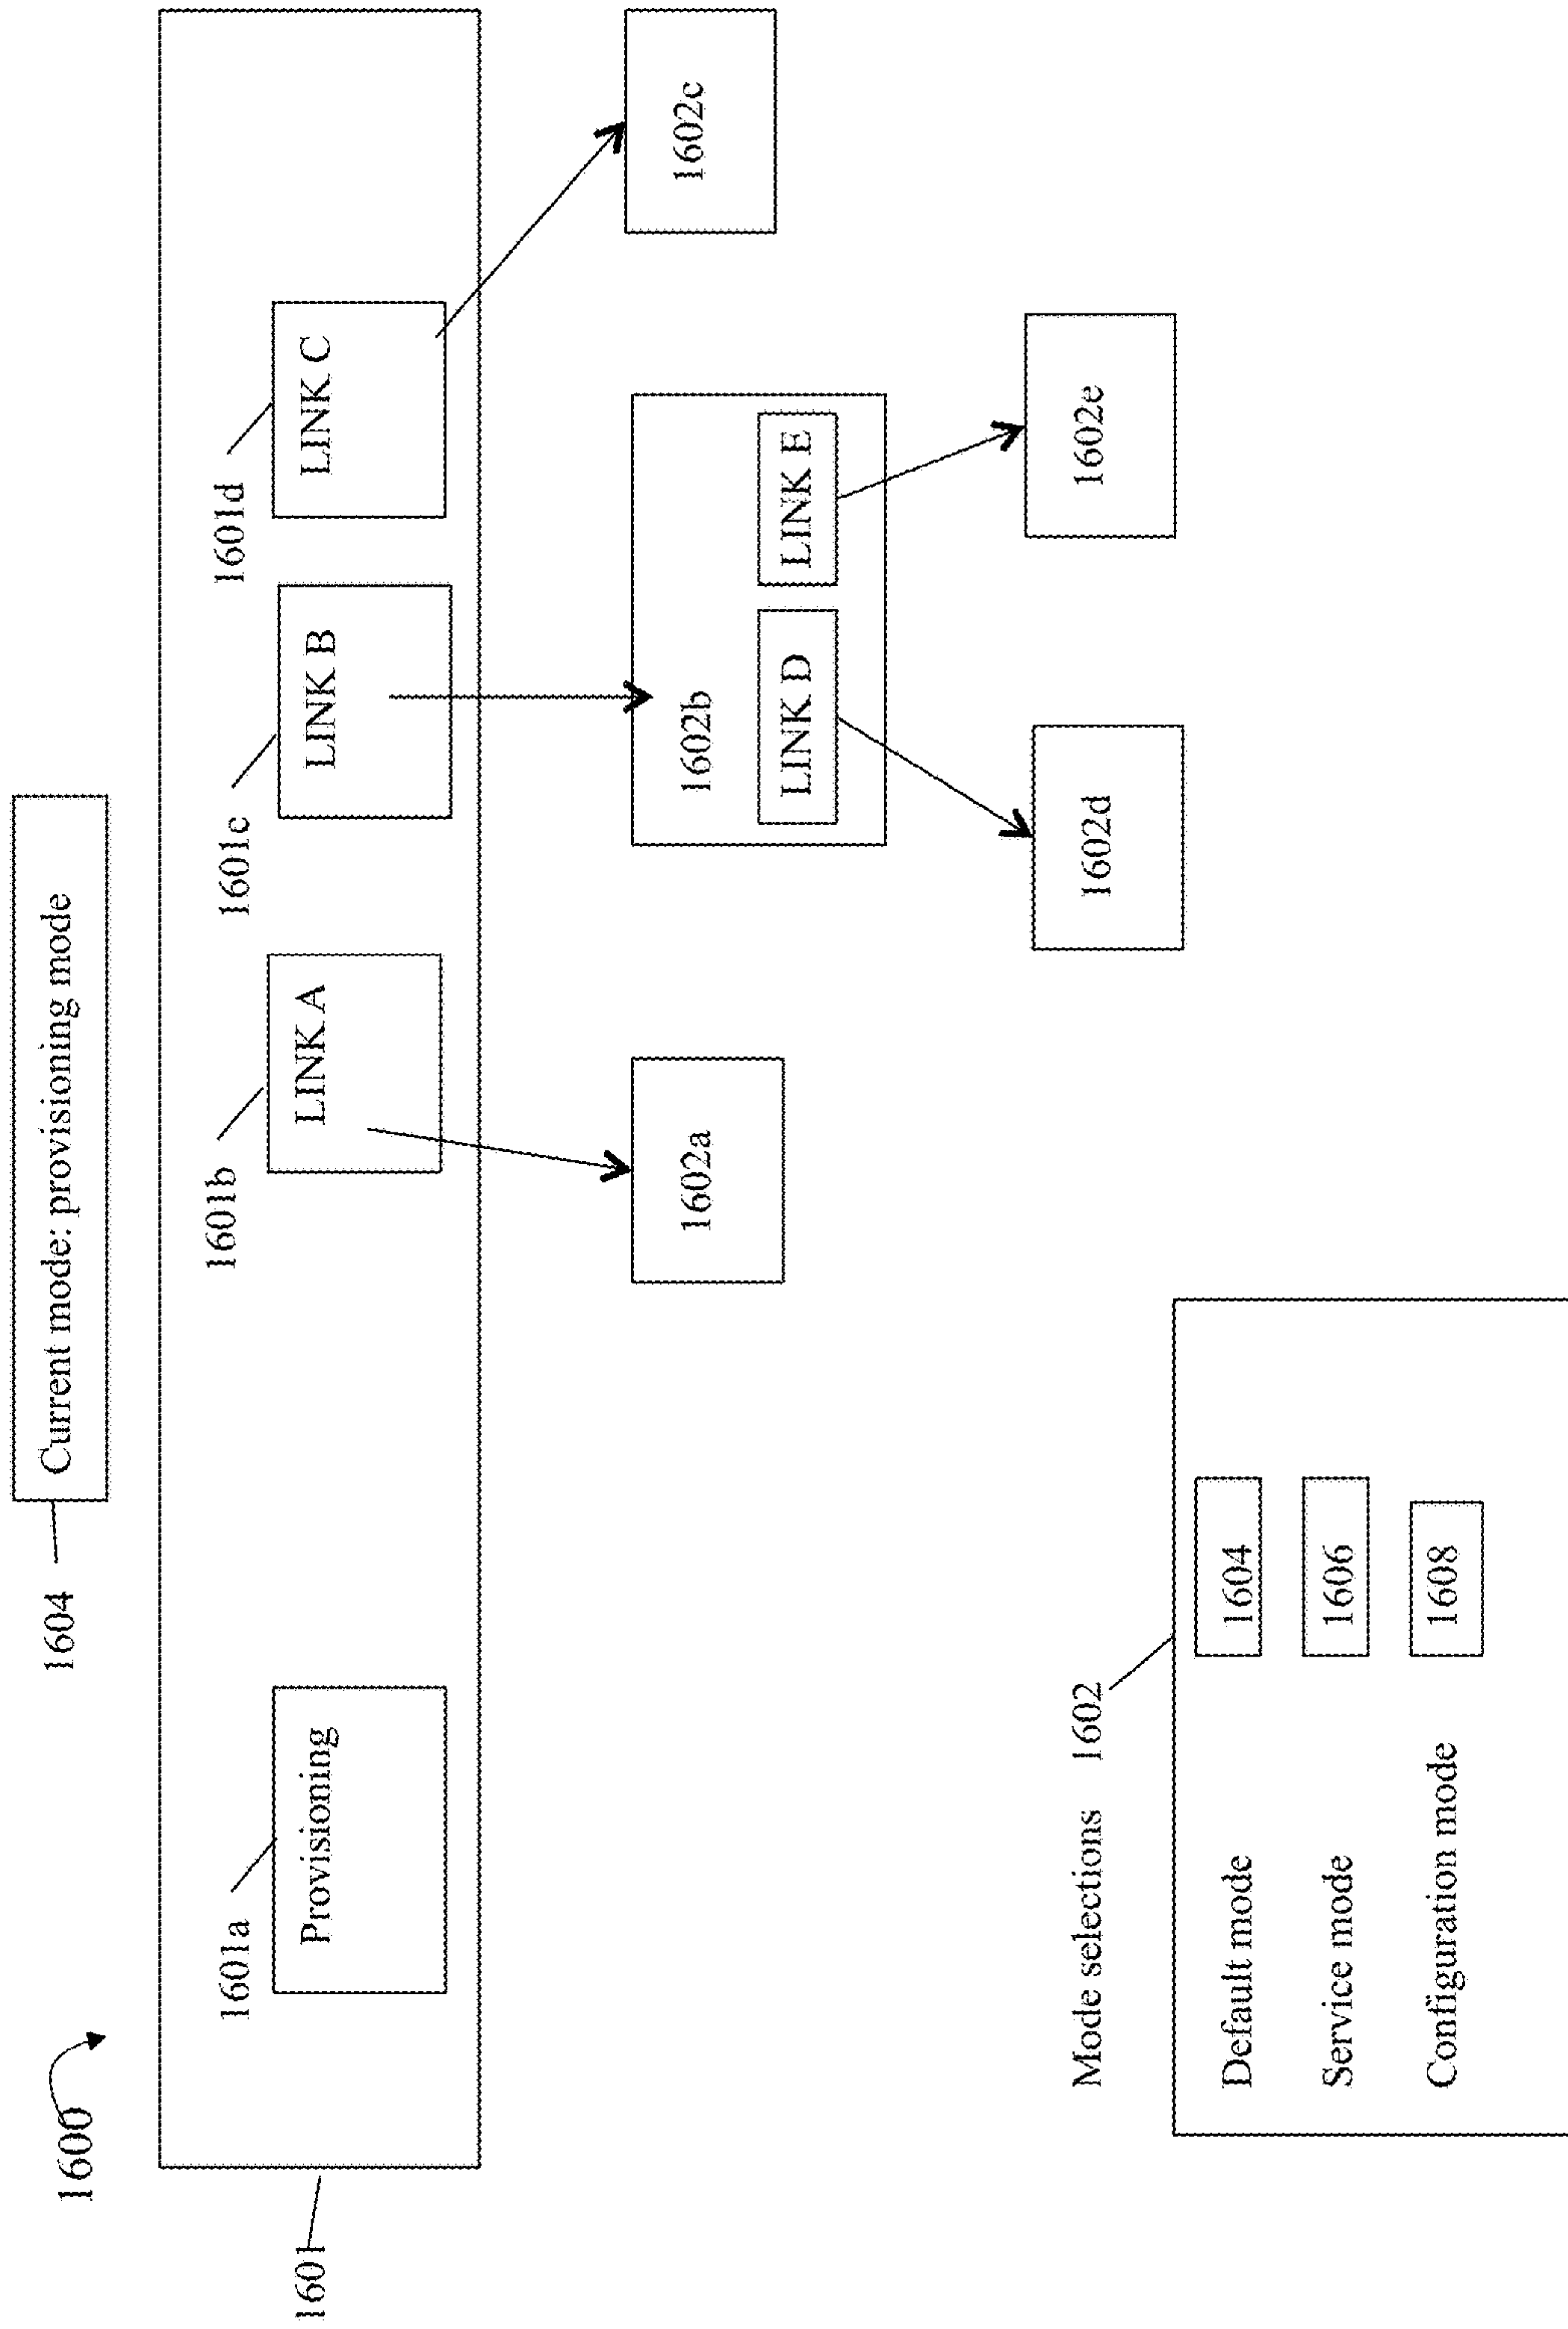 1600
1604
Current mode: provisioning mode
1601
1601a
1601b
1601c
1601d
Provisioning
LINK A
LINK B
LINK C
1602a
1602b
1602c
LINK D
LINK E
1602d
1602e
Mode selections
1602
Default mode
1604
Service mode
1606
Configuration mode
1608